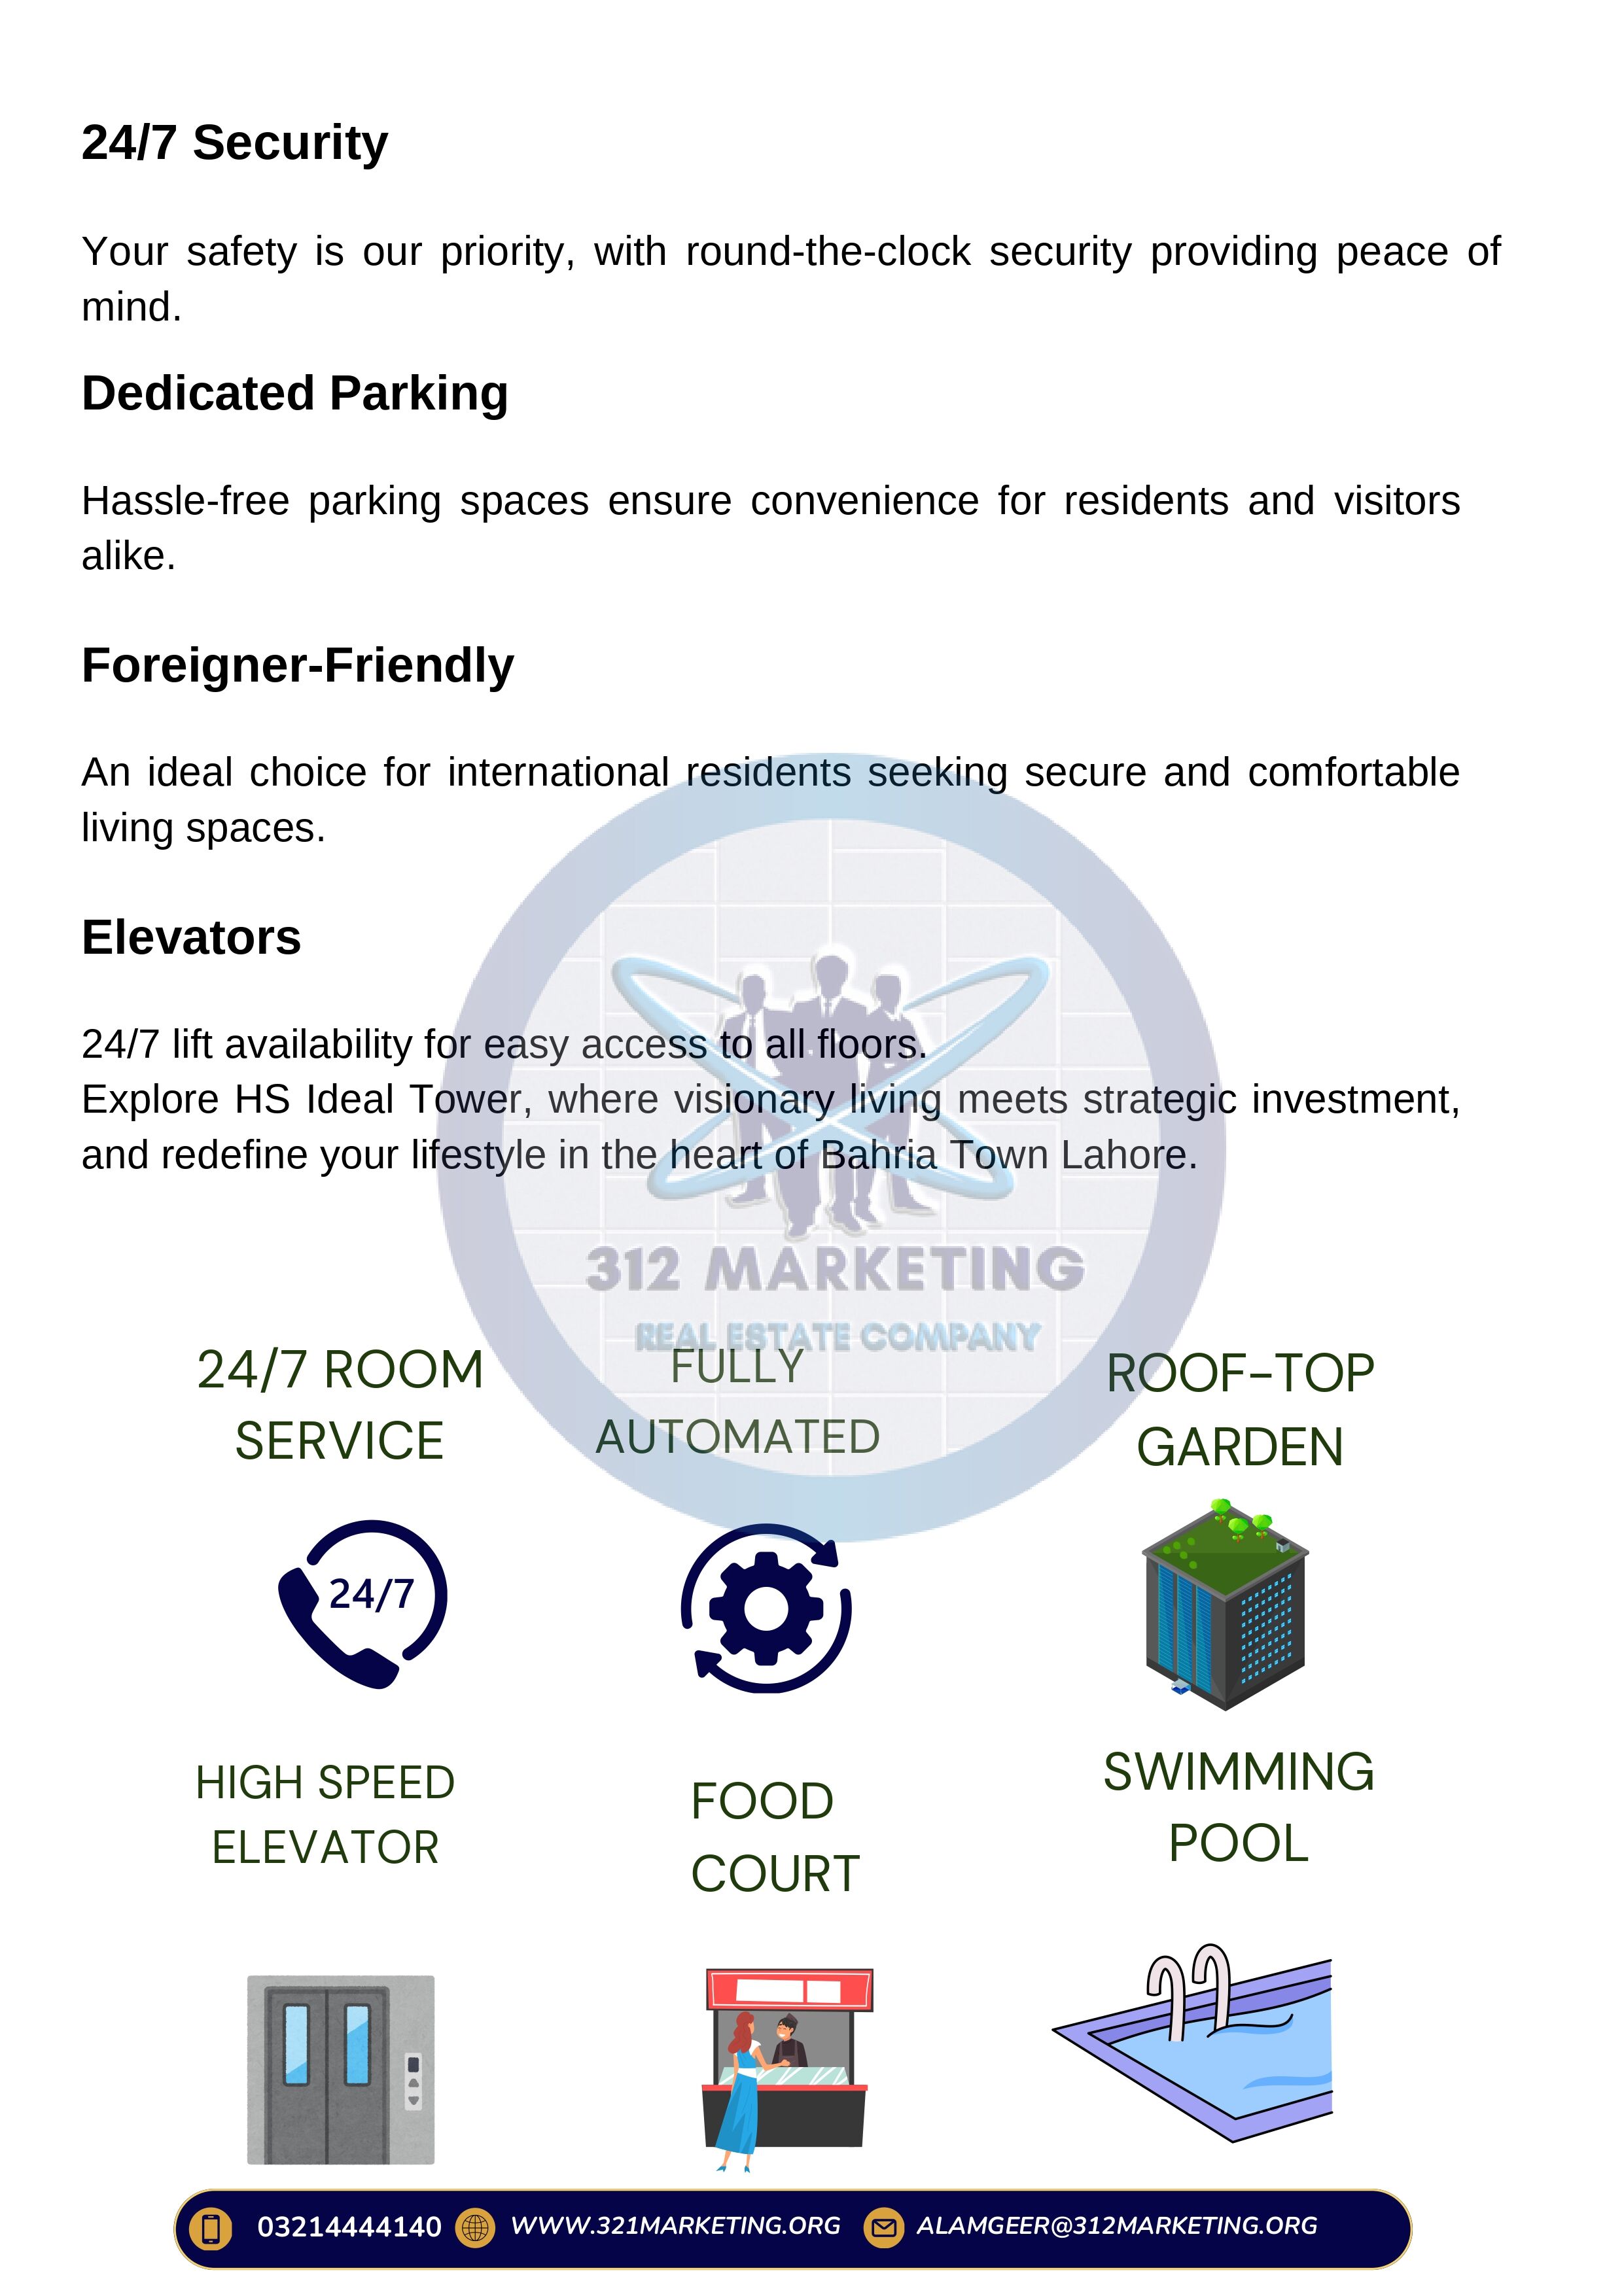 24/7 Security
Your safety is our priority, with round-the-clock security providing peace of
mind.
Dedicated Parking
Hassle-free parking spaces ensure convenience for residents and visitors
alike.
Foreigner-Friendly
An ideal choice for international residents seeking secure and comfortable
living spaces.
Elevators
24/7 lift availability for easy access to all floors.
Explore HS Ideal Tower, where visionary living meets strategic investment,
and redefine your lifestyle in the heart of Bahria Town Lahore.
312 MARKETING
REAL ESTATE COMPANY
24/7 ROOM
SERVICE
FULLY
AUTOMATED
ROOF-TOP
GARDEN
24/7
HIGH SPEED
ELEVATOR
FOOD
COURT
SWIMMING
POOL
03214444140 WWW.321MARKETING.ORG ALAMGEER@312MARKETING.ORG